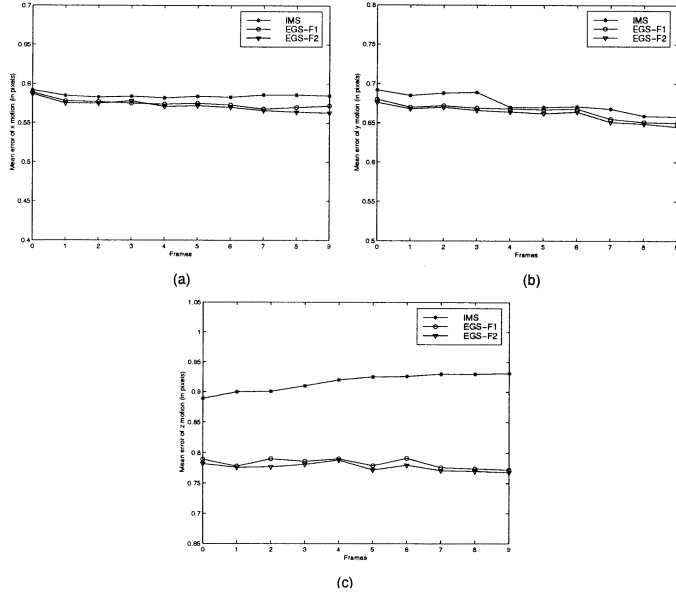 0.7
0.6
0.55
0.5
0.45
0.4
Mean error of x motion (in pixels)
IMS
EGS-F1
EGS-F2
0 1 2 3 4 5 6 7 8 9
Frames
(a)
0.8
0.75
0.7
0.65
0.6
0.55
0.5
Mean error of y motion (in pixels)
IMS
EGS-F1
EGS-F2
0 1 2 3 4 5 6 7 8 9
Frames
(b)
1.05
1
0.95
0.9
0.85
0.8
0.75
0.7
0.65
Mean error of z motion (in pixels)
IMS
EGS-F1
EGS-F2
0 1 2 3 4 5 6 7 8 9
Frames
(c)